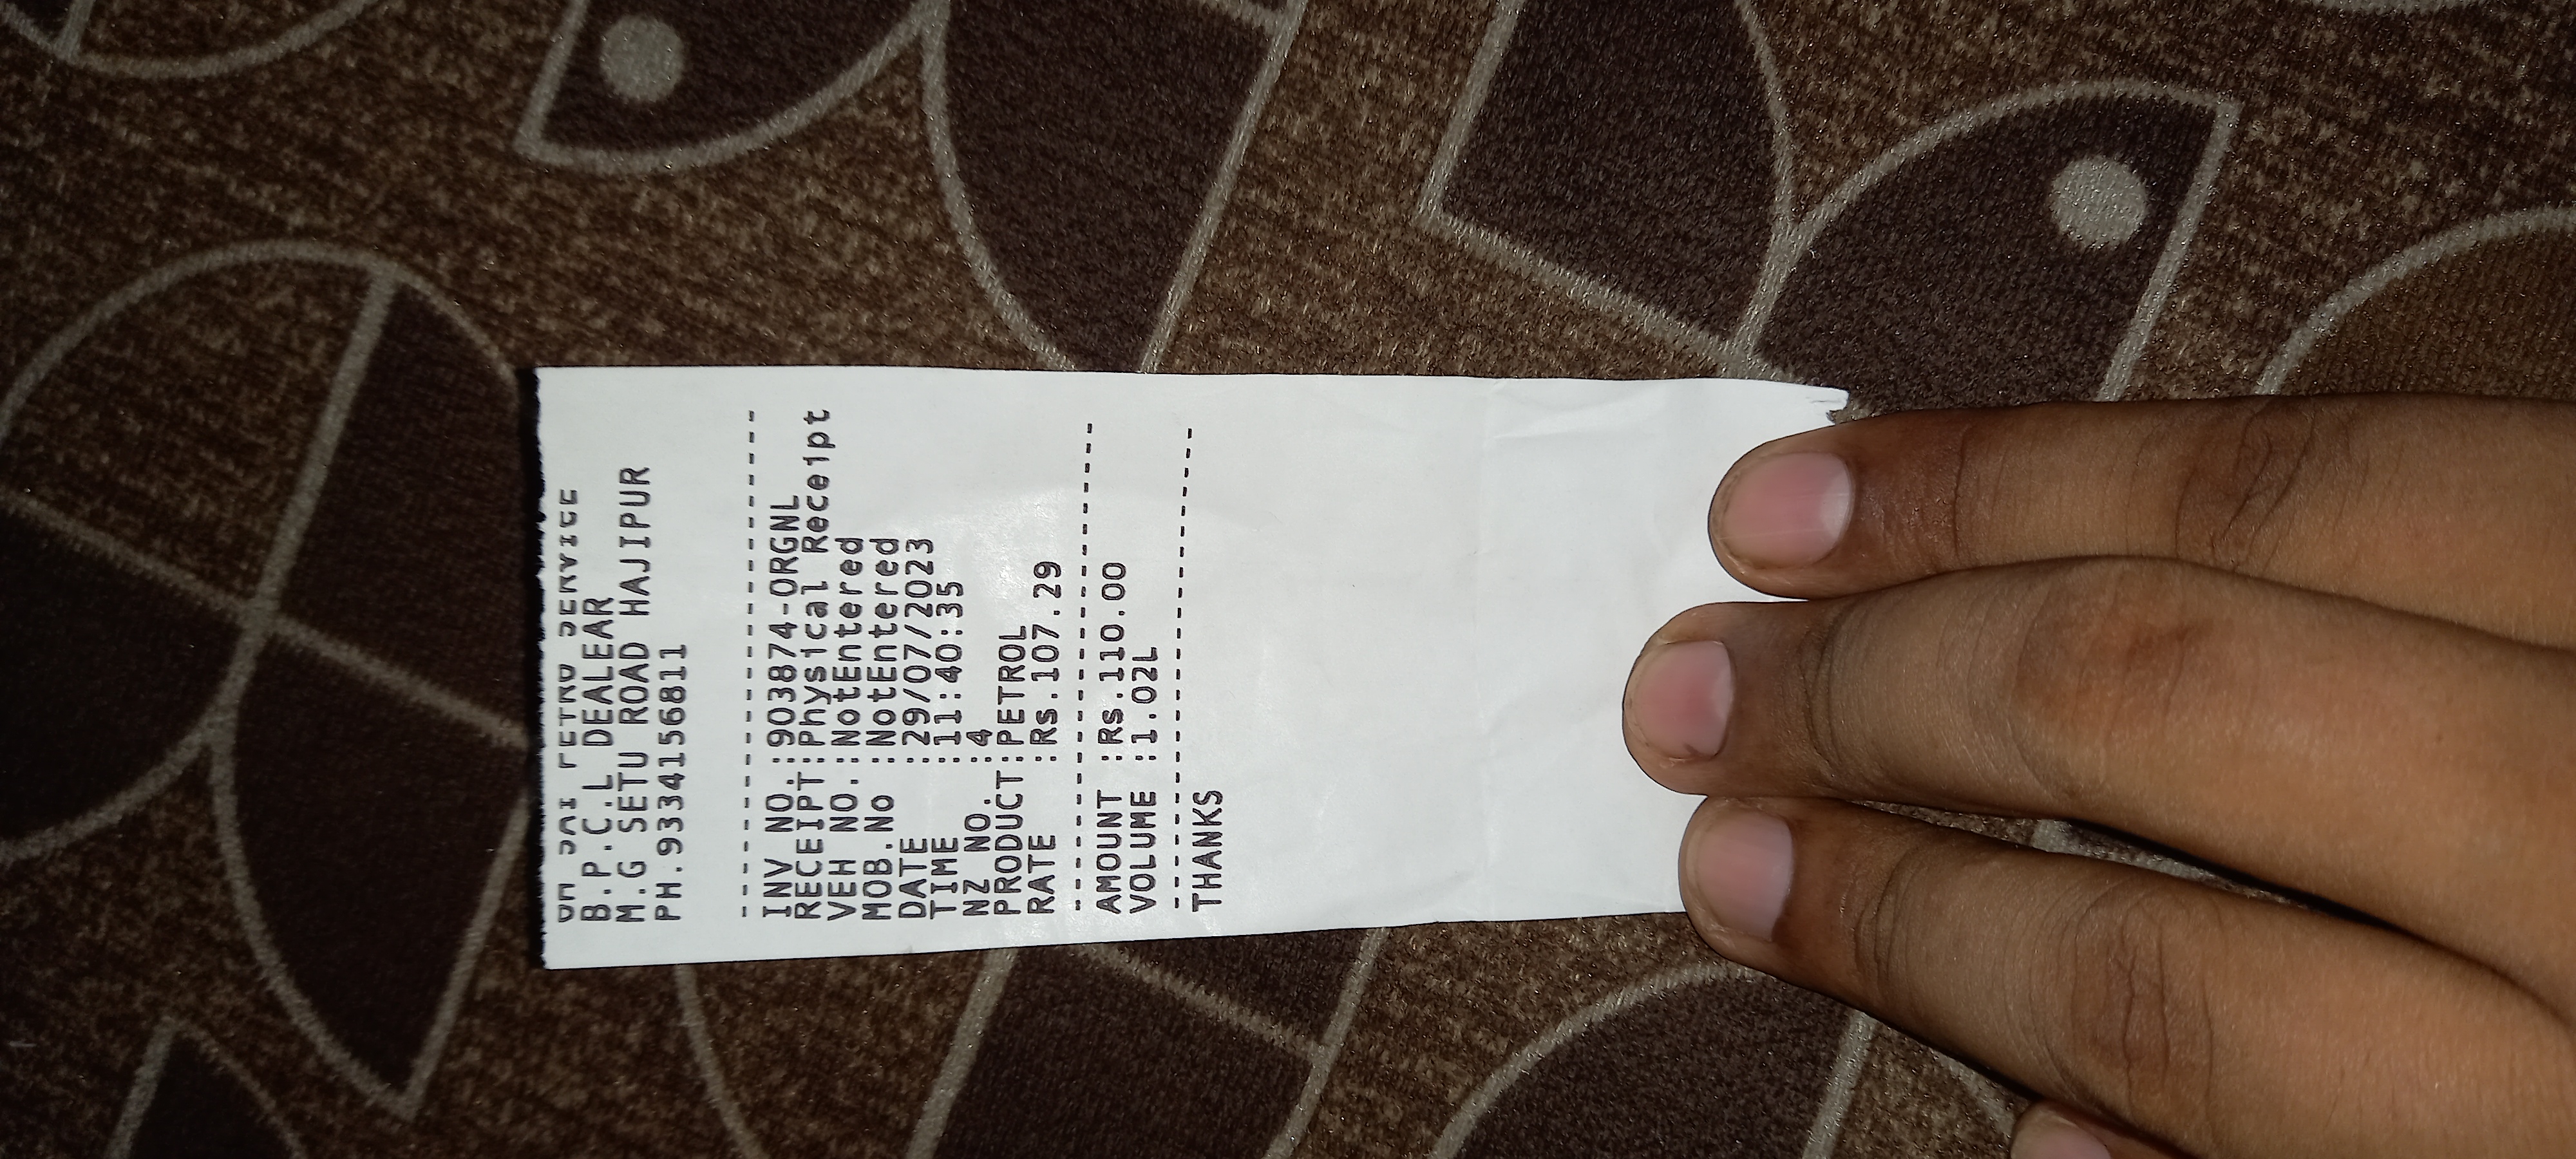 OM SAI PETRO SERVICE
B.P.C.L DEALEAR
M.G SETU ROAD HAJIPUR
PH.9334156811
------------------------
INV NO.:903874-ORGNL
RECEIPT:Physical Receipt
VEH NO.:NotEntered
MOB.No :NotEntered
DATE :29/07/2023
TIME :11:40:35
NZ NO. :4
PRODUCT:PETROL
RATE :Rs.107.29
------------------------
AMOUNT :Rs.110.00
VOLUME :1.02L
------------------------
THANKS